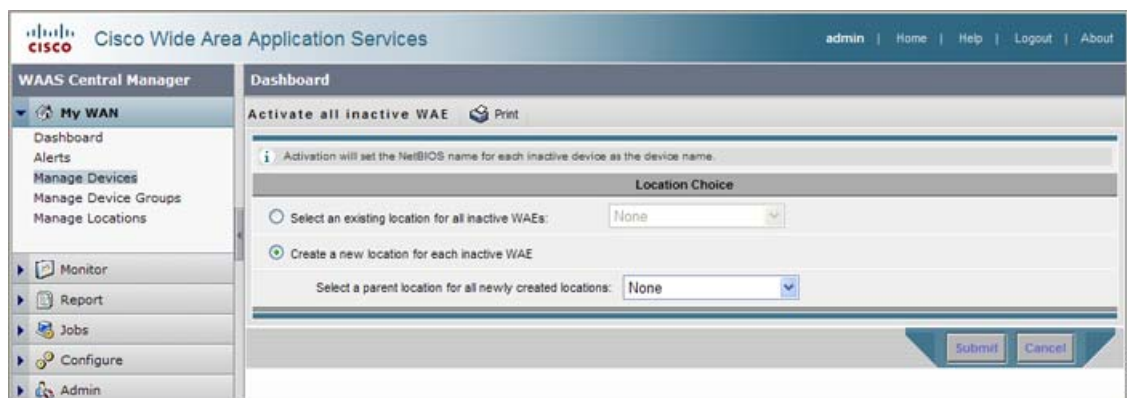 CISCO
Cisco Wide Area Application Services
admin | Home | Help | Logout | About
WAAS Central Manager
Dashboard
My WAN
Dashboard
Alerts
Manage Devices
Manage Device Groups
Manage Locations
Monitor
Report
Jobs
Configure
Admin
Activate all inactive WAE
Print
Activation will set the NetBIOS name for each inactive device as the device name.
Location Choice
Select an existing location for all inactive WAEs: None
Create a new location for each inactive WAE
Select a parent location for all newly created locations: None
Submit
Cancel